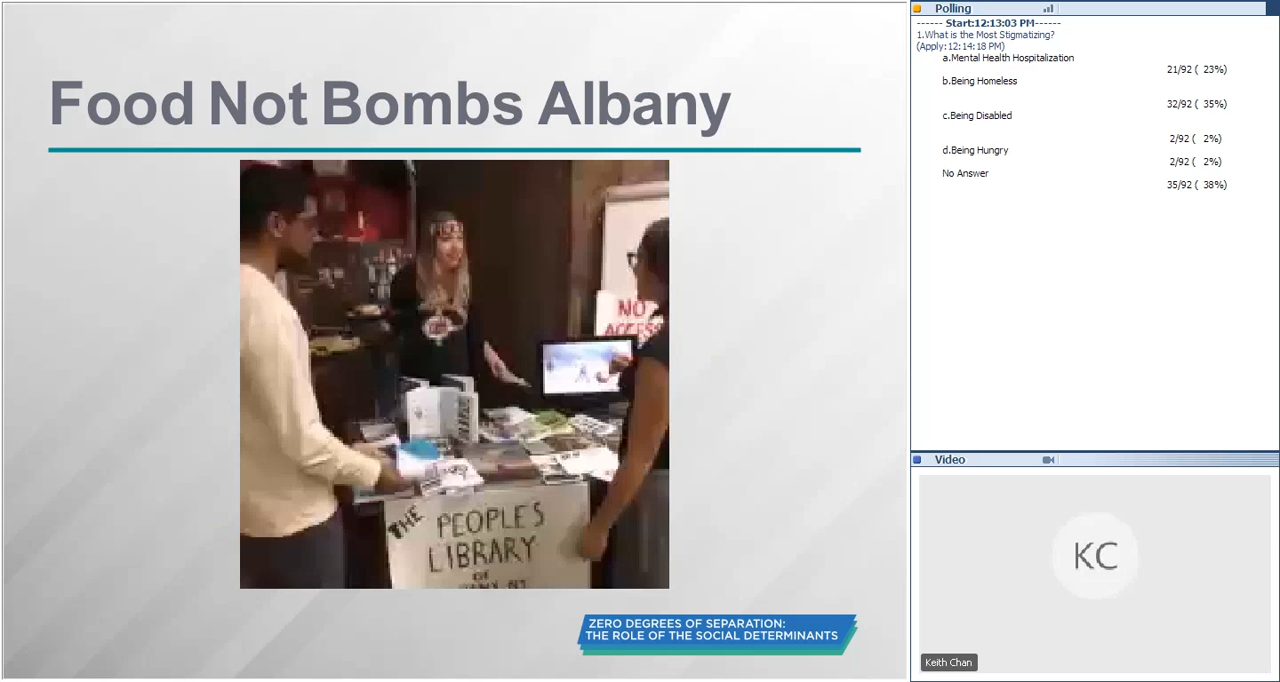 Food Not Bombs Albany
NO
ACCESS
THE PEOPLES
LIBRARY
OF
ZERO DEGREES OF SEPARATION:
THE ROLE OF THE SOCIAL DETERMINANTS
Polling
------ Start:12:13:03 PM------
1.What is the Most Stigmatizing?
(Apply:12:14:18 PM)
a.Mental Health Hospitalization
21/92 ( 23%)
b.Being Homeless
32/92 ( 35%)
c.Being Disabled
2/92 ( 2%)
d.Being Hungry
2/92 ( 2%)
No Answer
35/92 ( 38%)
Video
KC
Keith Chan